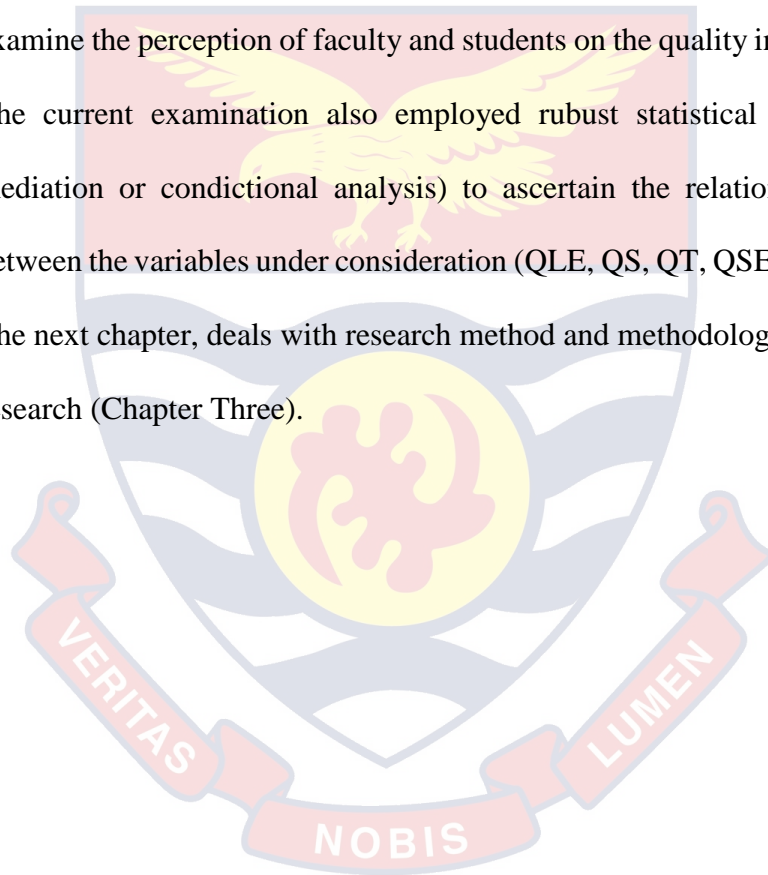 xamine the perception of faculty and students on the quality in
he current examination also employed rubust statistical
ediation or condictional analysis) to ascertain the relation
etween the variables under consideration (QLE, QS, QT, QSE
he next chapter, deals with research method and methodolog
search (Chapter Three).
VERITAS
NOBIS
LUMEN